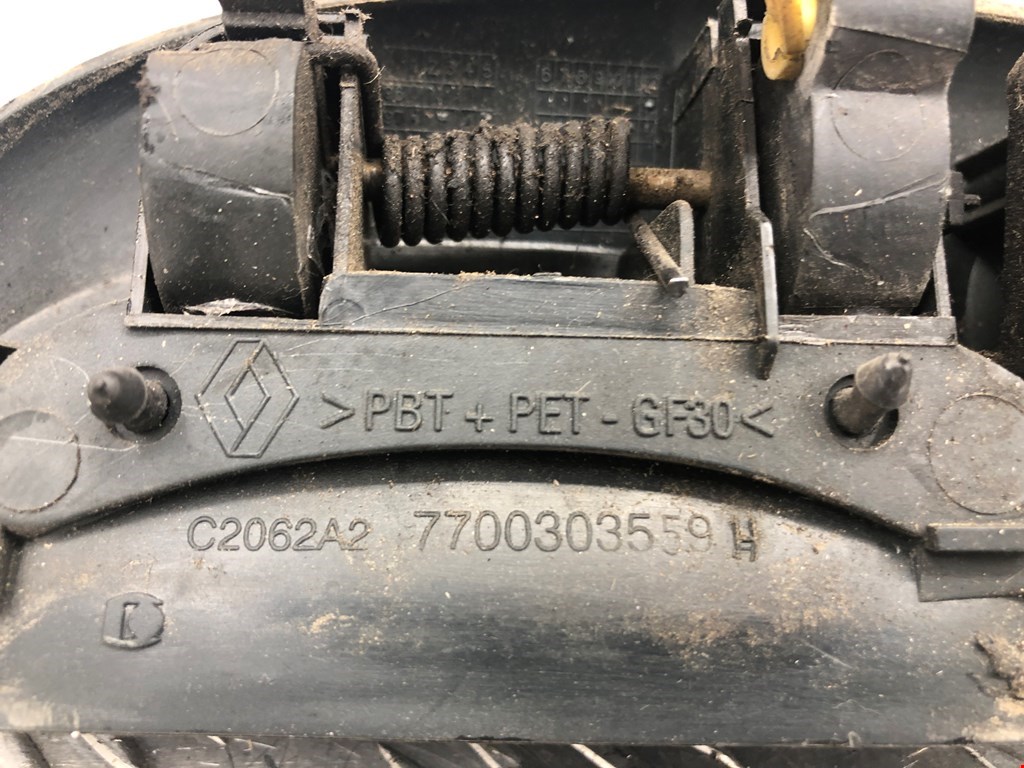 >PBT + PET - GF30<
C2062A2 7700303559 H